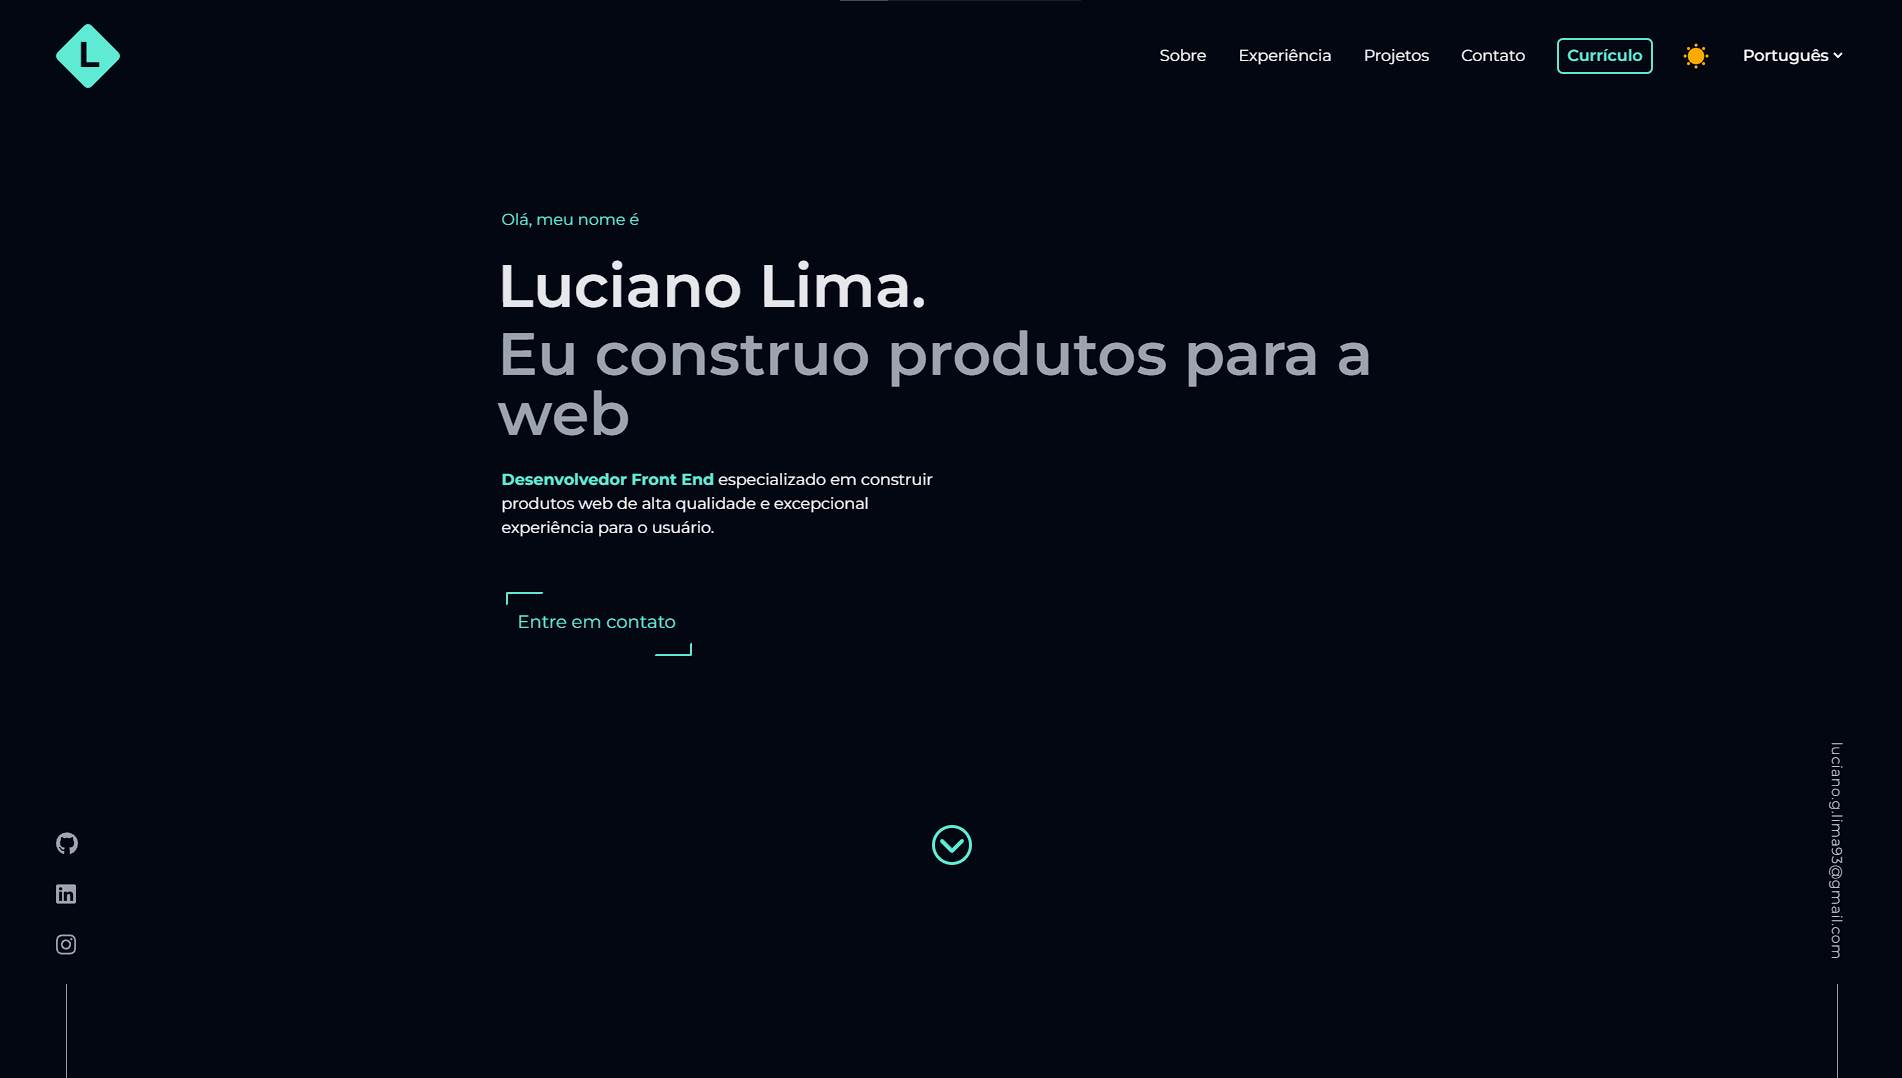 L
Sobre
Experiência
Projetos
Contato
Currículo
Português
Olá, meu nome é
Luciano Lima.
Eu construo produtos para a
web
Desenvolvedor Front End especializado em construir
produtos web de alta qualidade e excepcional
experiência para o usuário.
Entre em contato
luciano.g.lima93@gmail.com